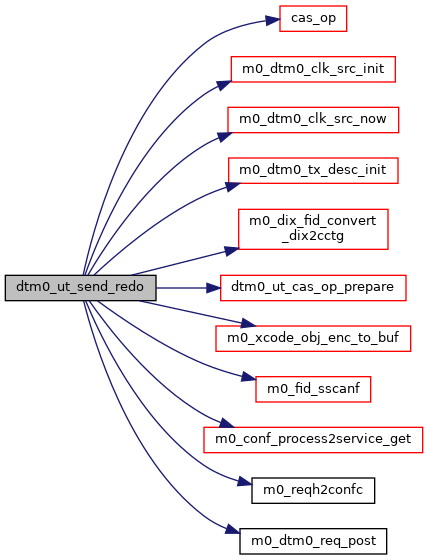 cas_op
m0_dtm0_clk_src_init
m0_dtm0_clk_src_now
m0_dtm0_tx_desc_init
m0_dix_fid_convert
_dix2cctg
dtm0_ut_send_redo
dtm0_ut_cas_op_prepare
m0_xcode_obj_enc_to_buf
m0_fid_sscanf
m0_conf_process2service_get
m0_reqh2confc
m0_dtm0_req_post